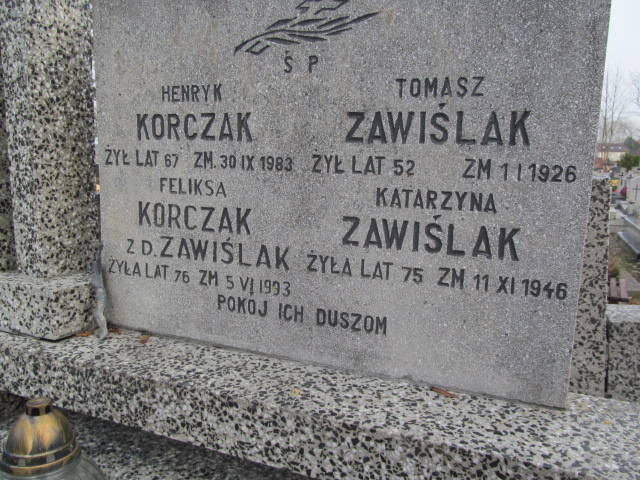 Ś P
HENRYK
KORCZAK
ŻYŁ LAT 67 ZM. 30 IX 1983
FELIKSA
KORCZAK
Z D. ZAWIŚLAK
ŻYŁA LAT 76 ZM 5 VI 1993
TOMASZ
ZAWIŚLAK
ŻYŁ LAT 52 ZM 1 I 1926
KATARZYNA
ZAWIŚLAK
ŻYŁA LAT 75 ZM 11 XI 1946
POKÓJ ICH DUSZOM